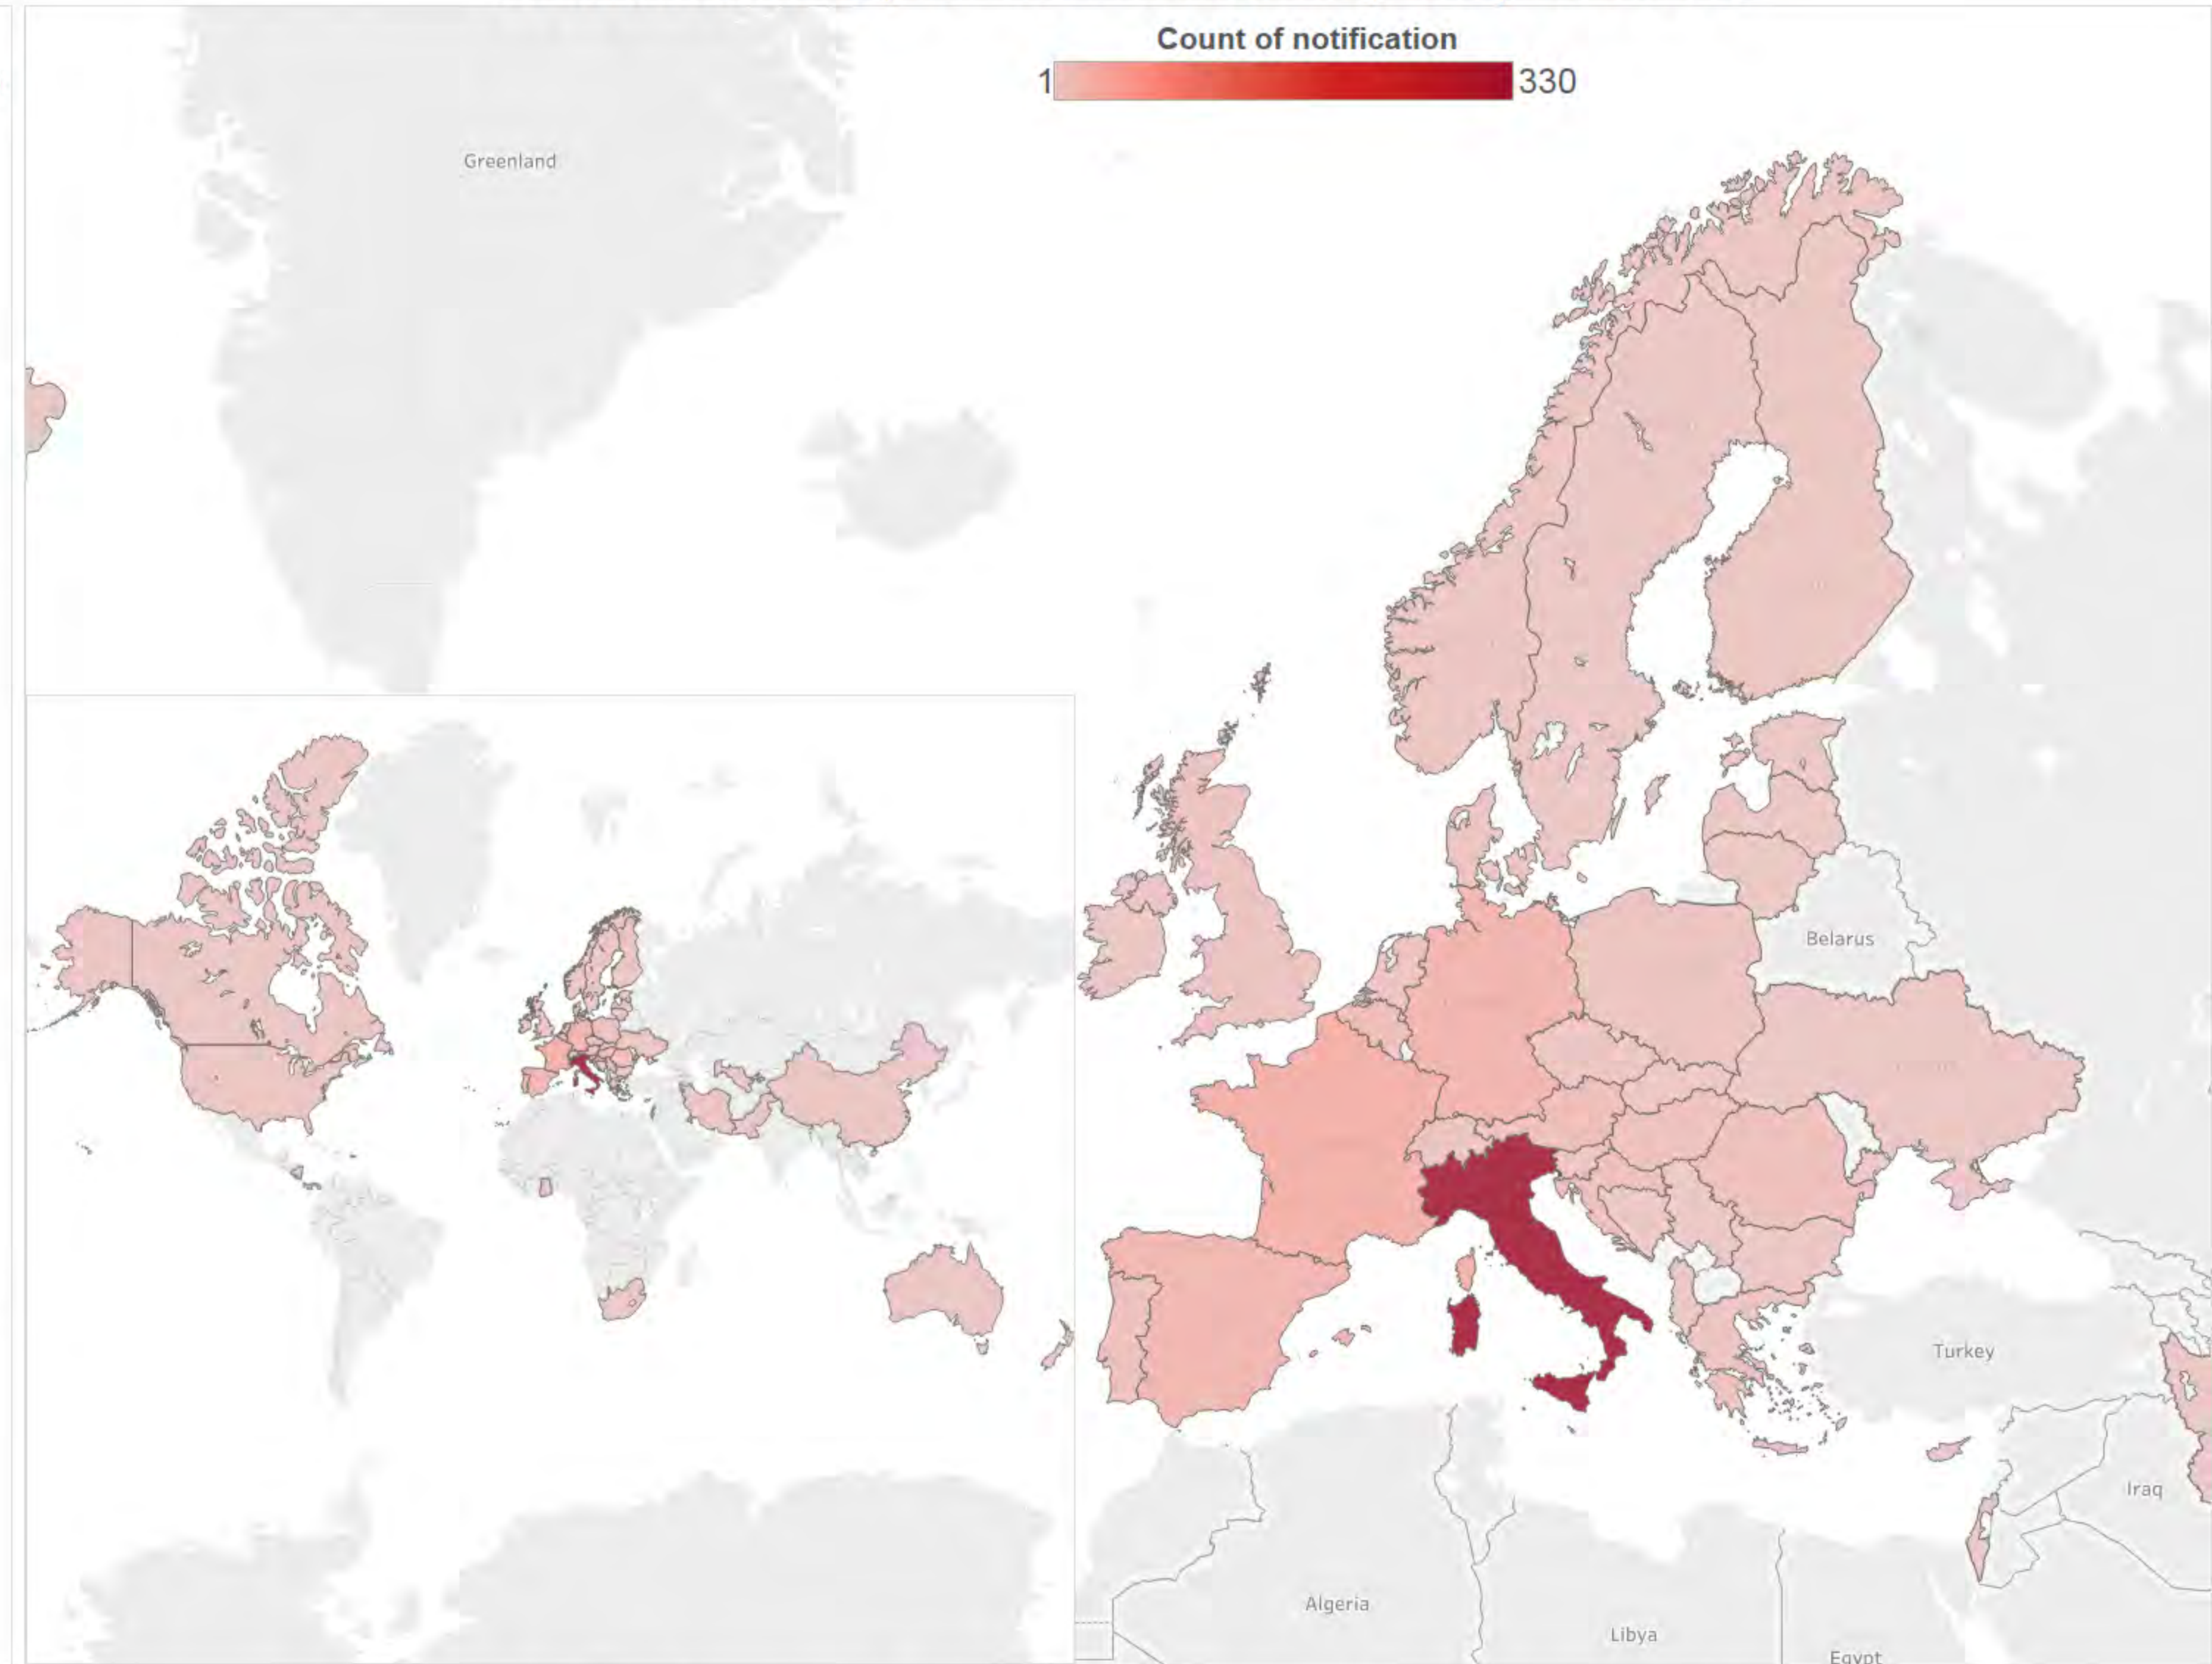 Count of notification
1 330
Greenland
Belarus
Turkey
Iraq
Algeria
Libya
Egypt